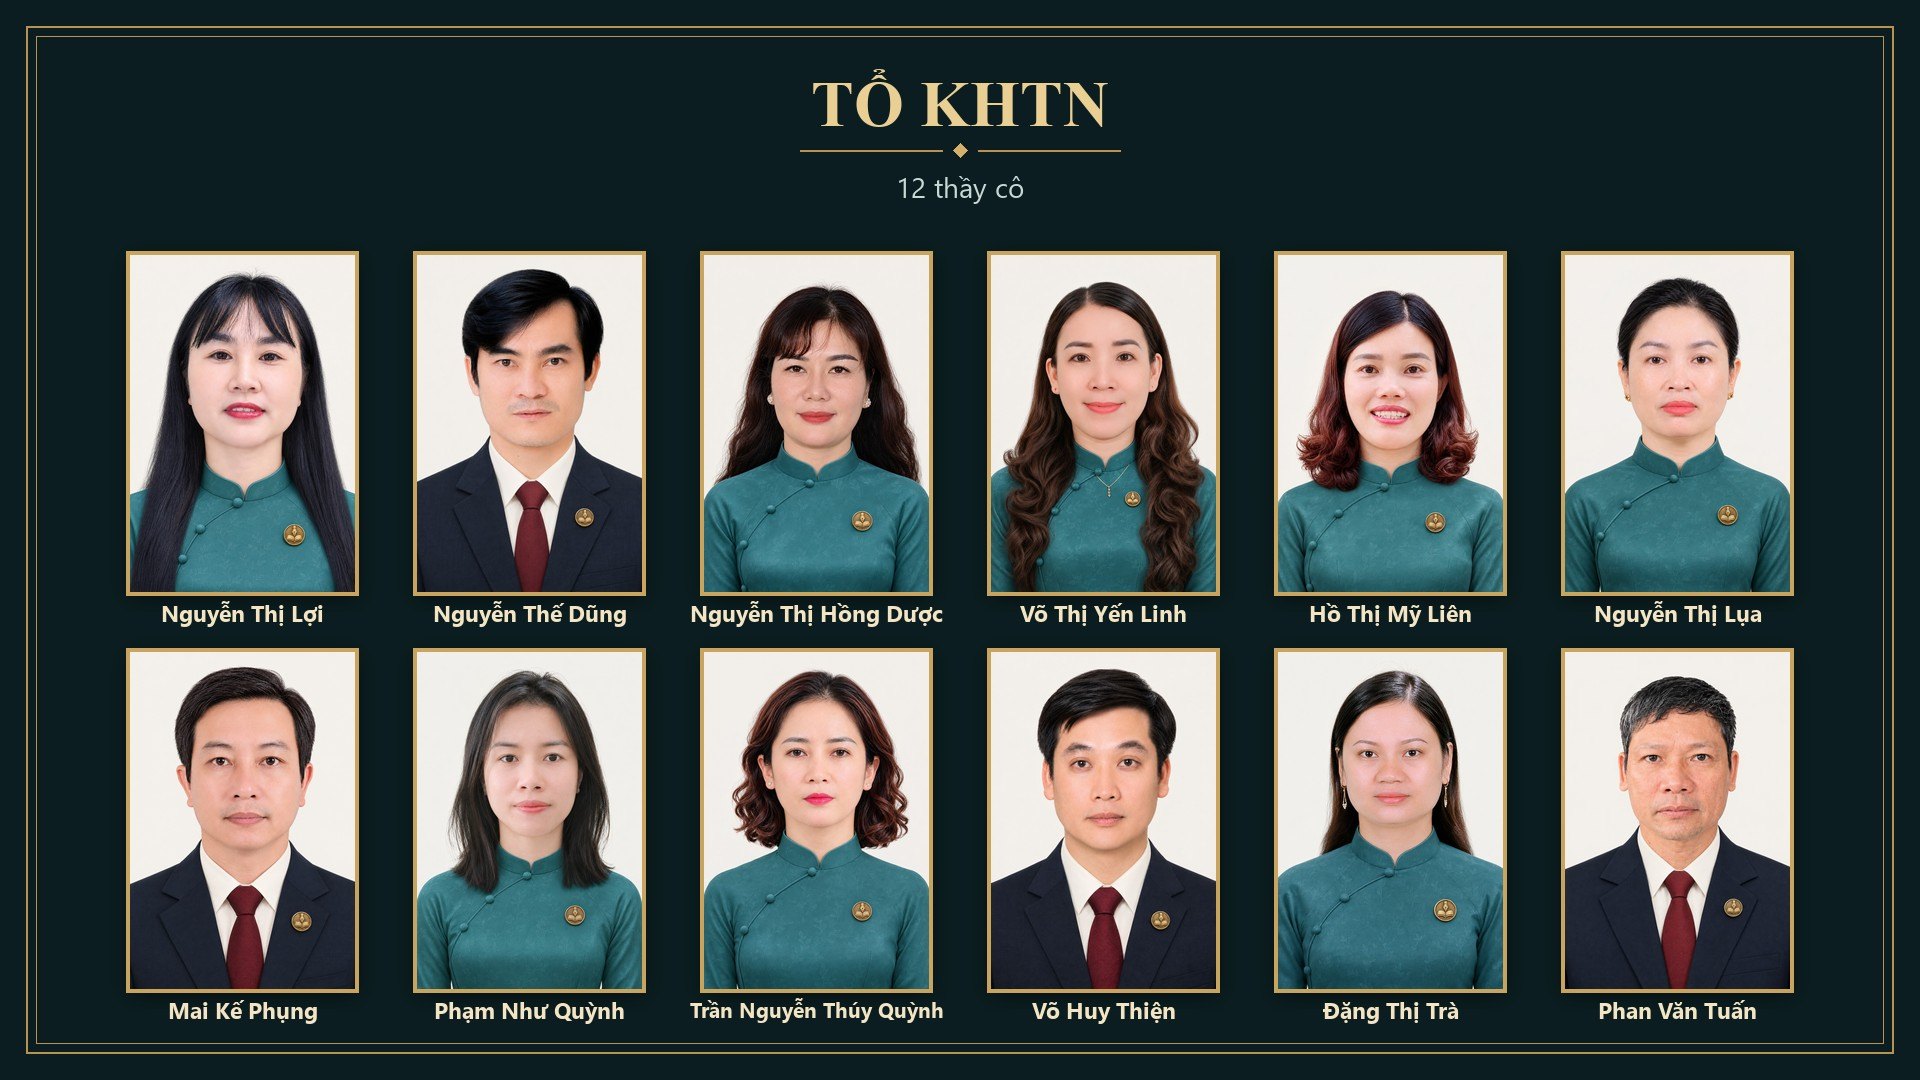 TỔ KHTN
12 thầy cô
Nguyễn Thị Lợi
Nguyễn Thế Dũng
Nguyễn Thị Hồng Dược
Võ Thị Yến Linh
Hồ Thị Mỹ Liên
Nguyễn Thị Lụa
Mai Kế Phụng
Phạm Như Quỳnh
Trần Nguyễn Thúy Quỳnh
Võ Huy Thiện
Đặng Thị Trà
Phan Văn Tuấn